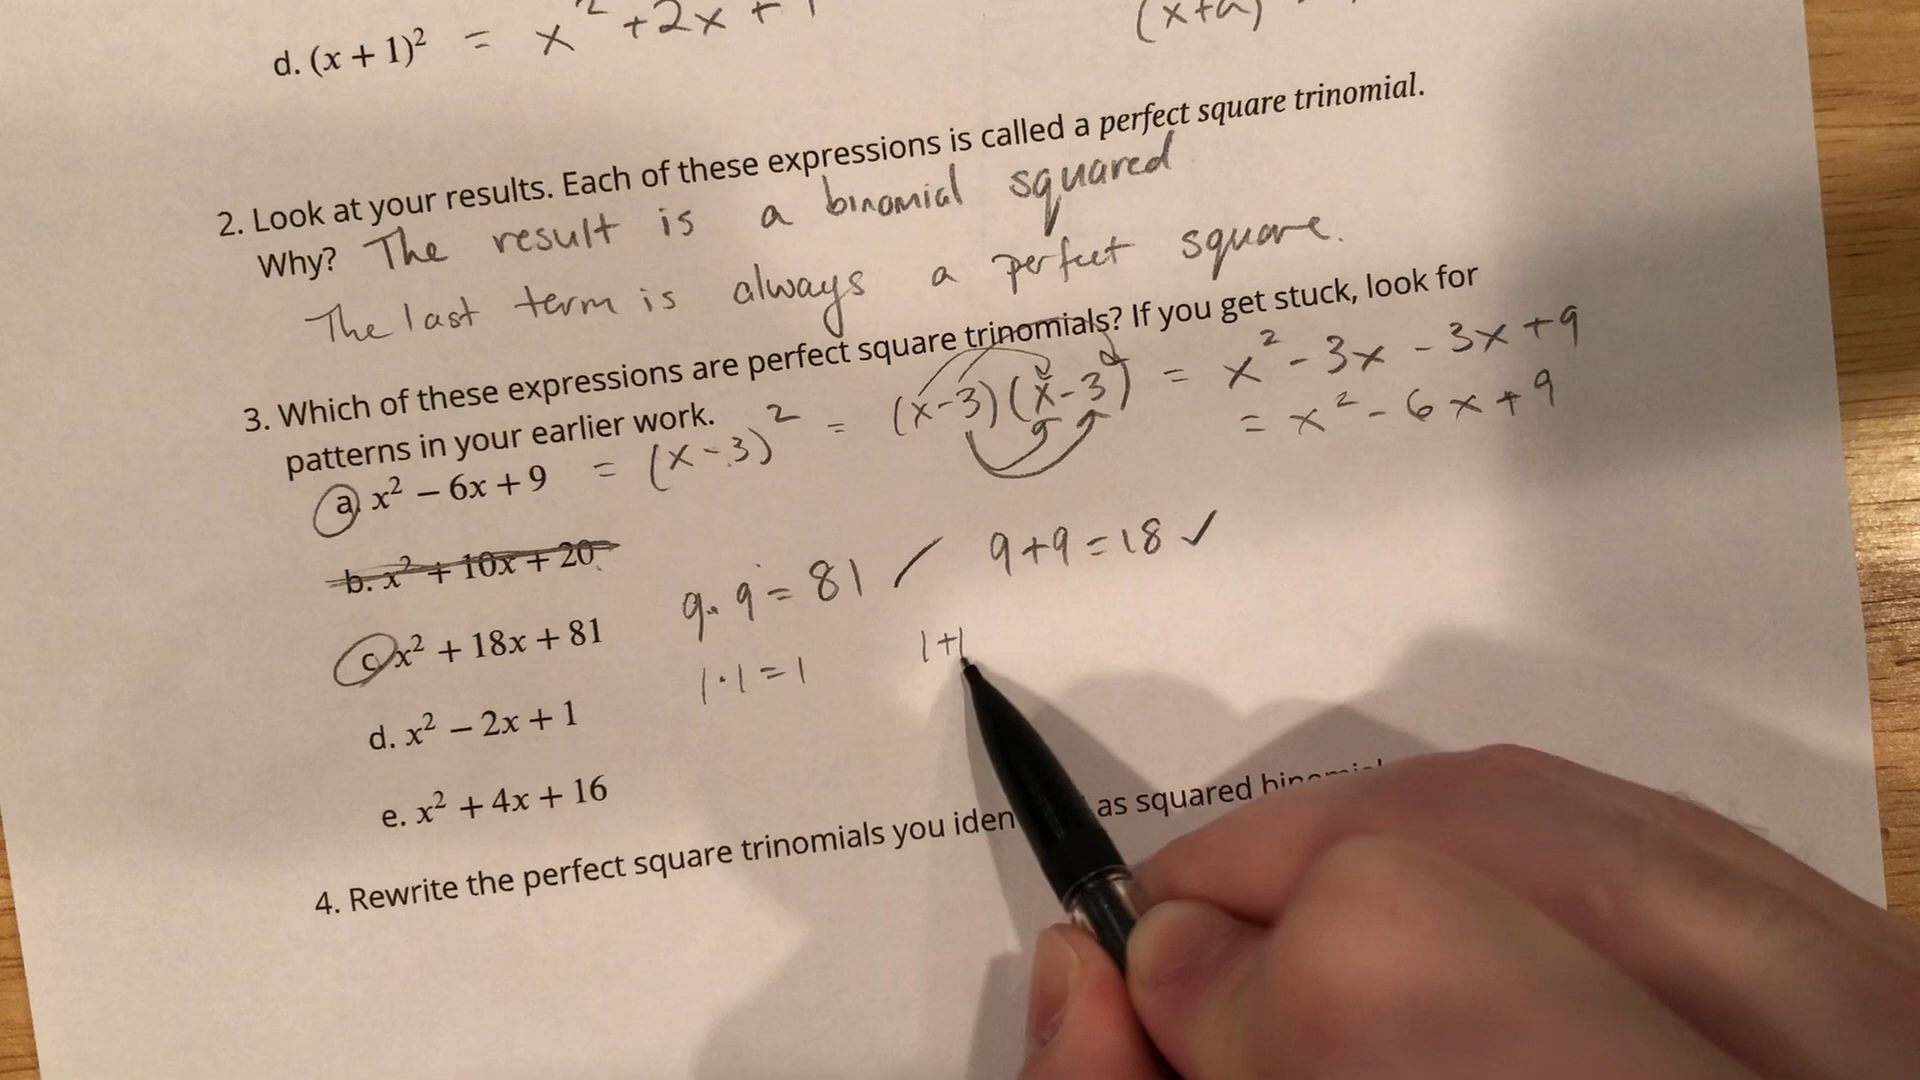 d. (x + 1)² = x² +2x + 1
(x+a)
2. Look at your results. Each of these expressions is called a perfect square trinomial.
Why? The result is a binomial squared
The last term is always a perfect square.
3. Which of these expressions are perfect square trinomials? If you get stuck, look for
patterns in your earlier work.
a. x² − 6x + 9 = (x-3)² = (x-3)(x-3) = x² - 3x - 3x + 9
= x² - 6x + 9
b. x² + 10x + 20
c. x² + 18x + 81 9·9 = 81 9+9=18 ✓
d. x² − 2x + 1 1·1 = 1 1+1
e. x² + 4x + 16
4. Rewrite the perfect square trinomials you as squared